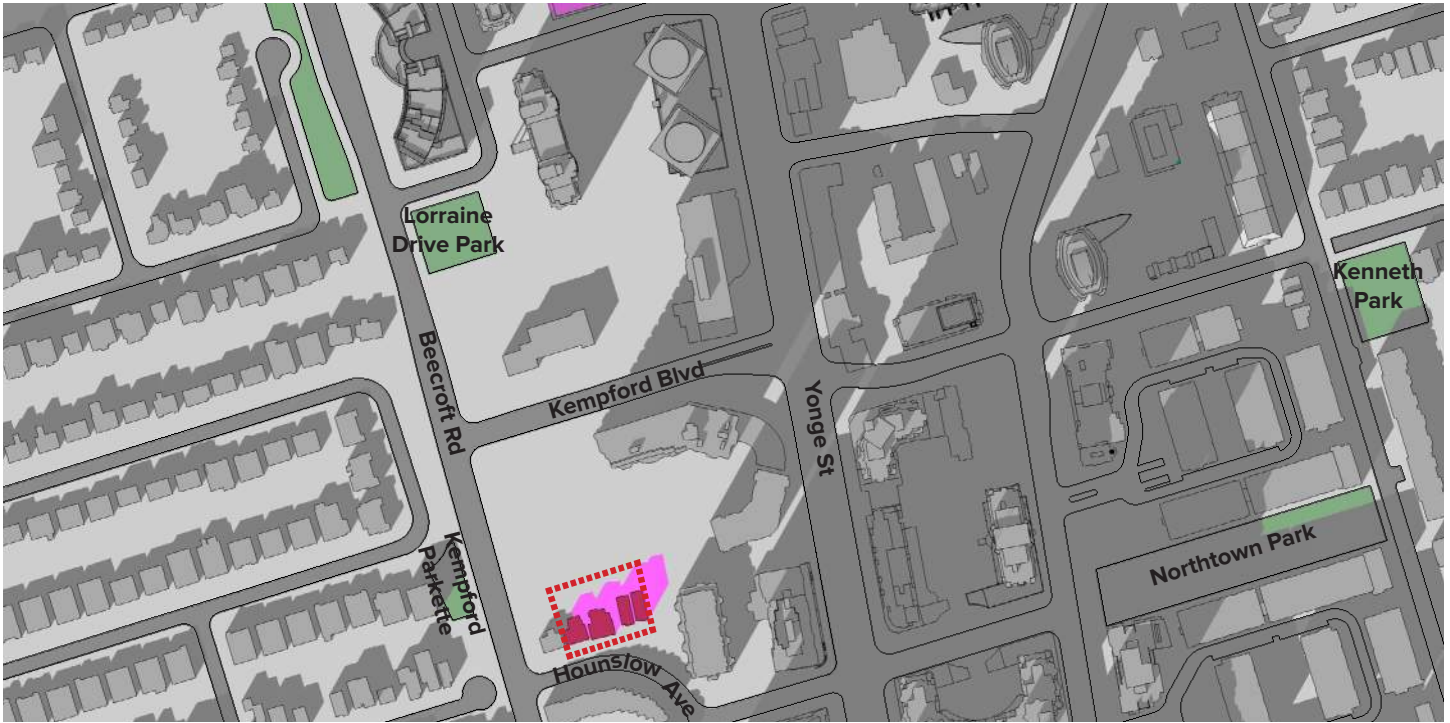 Lorraine
Drive Park
Kenneth
Park
Beecroft Rd
Kempford Blvd
Yonge St
Kempford
Parkette
Northtown Park
Hounslow Ave